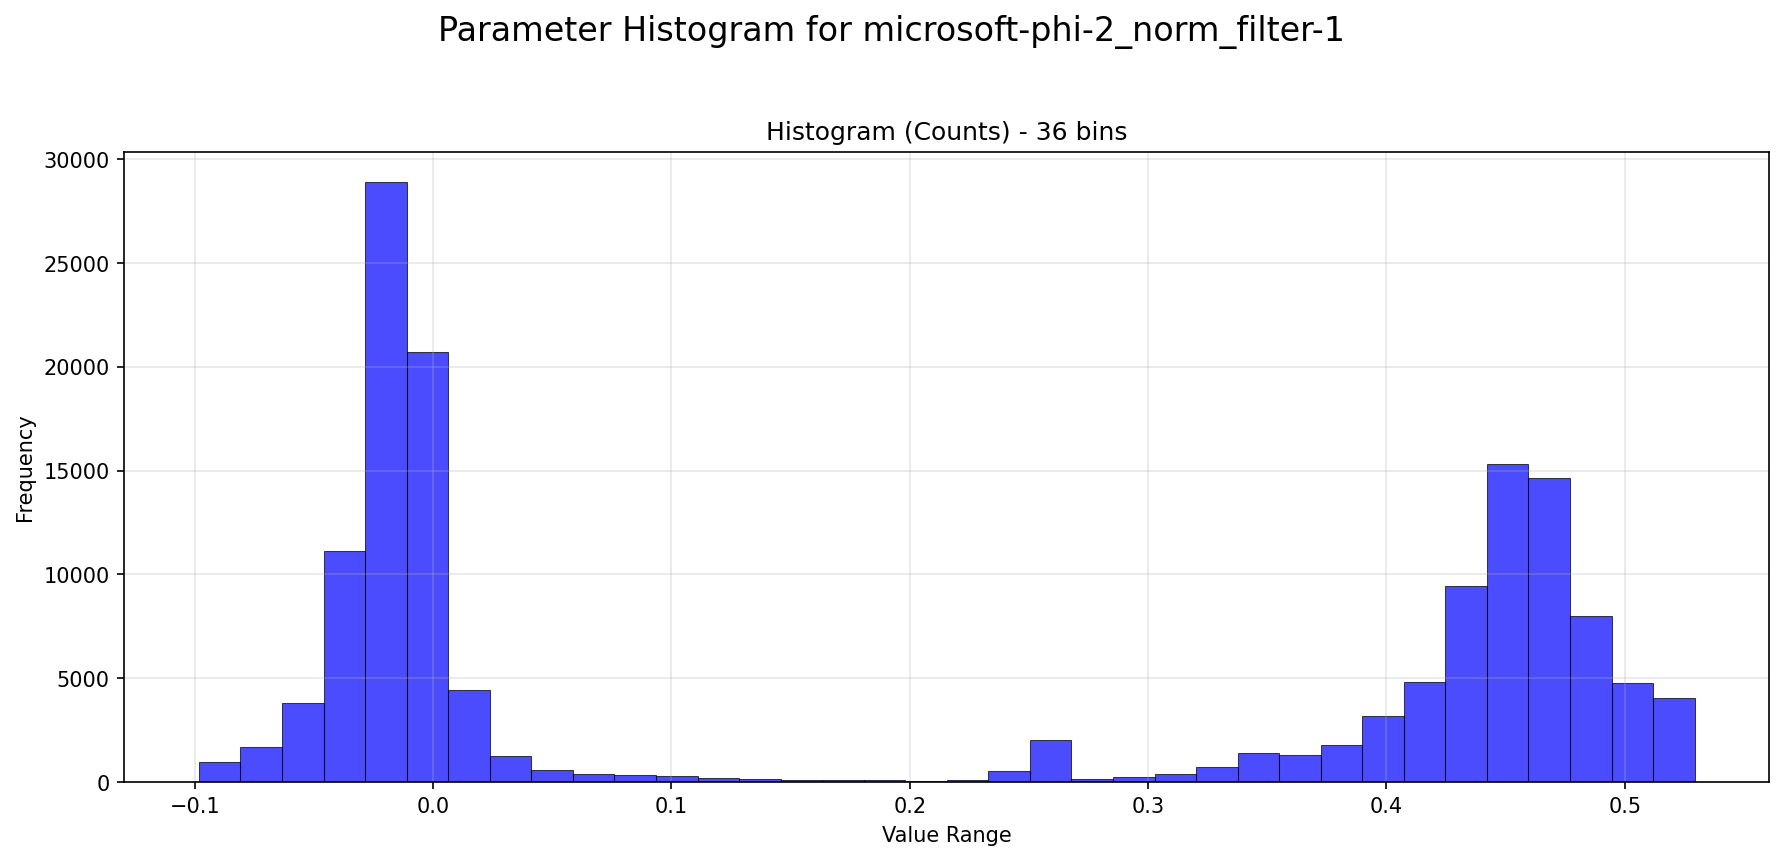 Parameter Histogram for microsoft-phi-2_norm_filter-1
Histogram (Counts) - 36 bins
30000
25000
20000
15000
10000
5000
0
Frequency
−0.1 0.0 0.1 0.2 0.3 0.4 0.5
Value Range